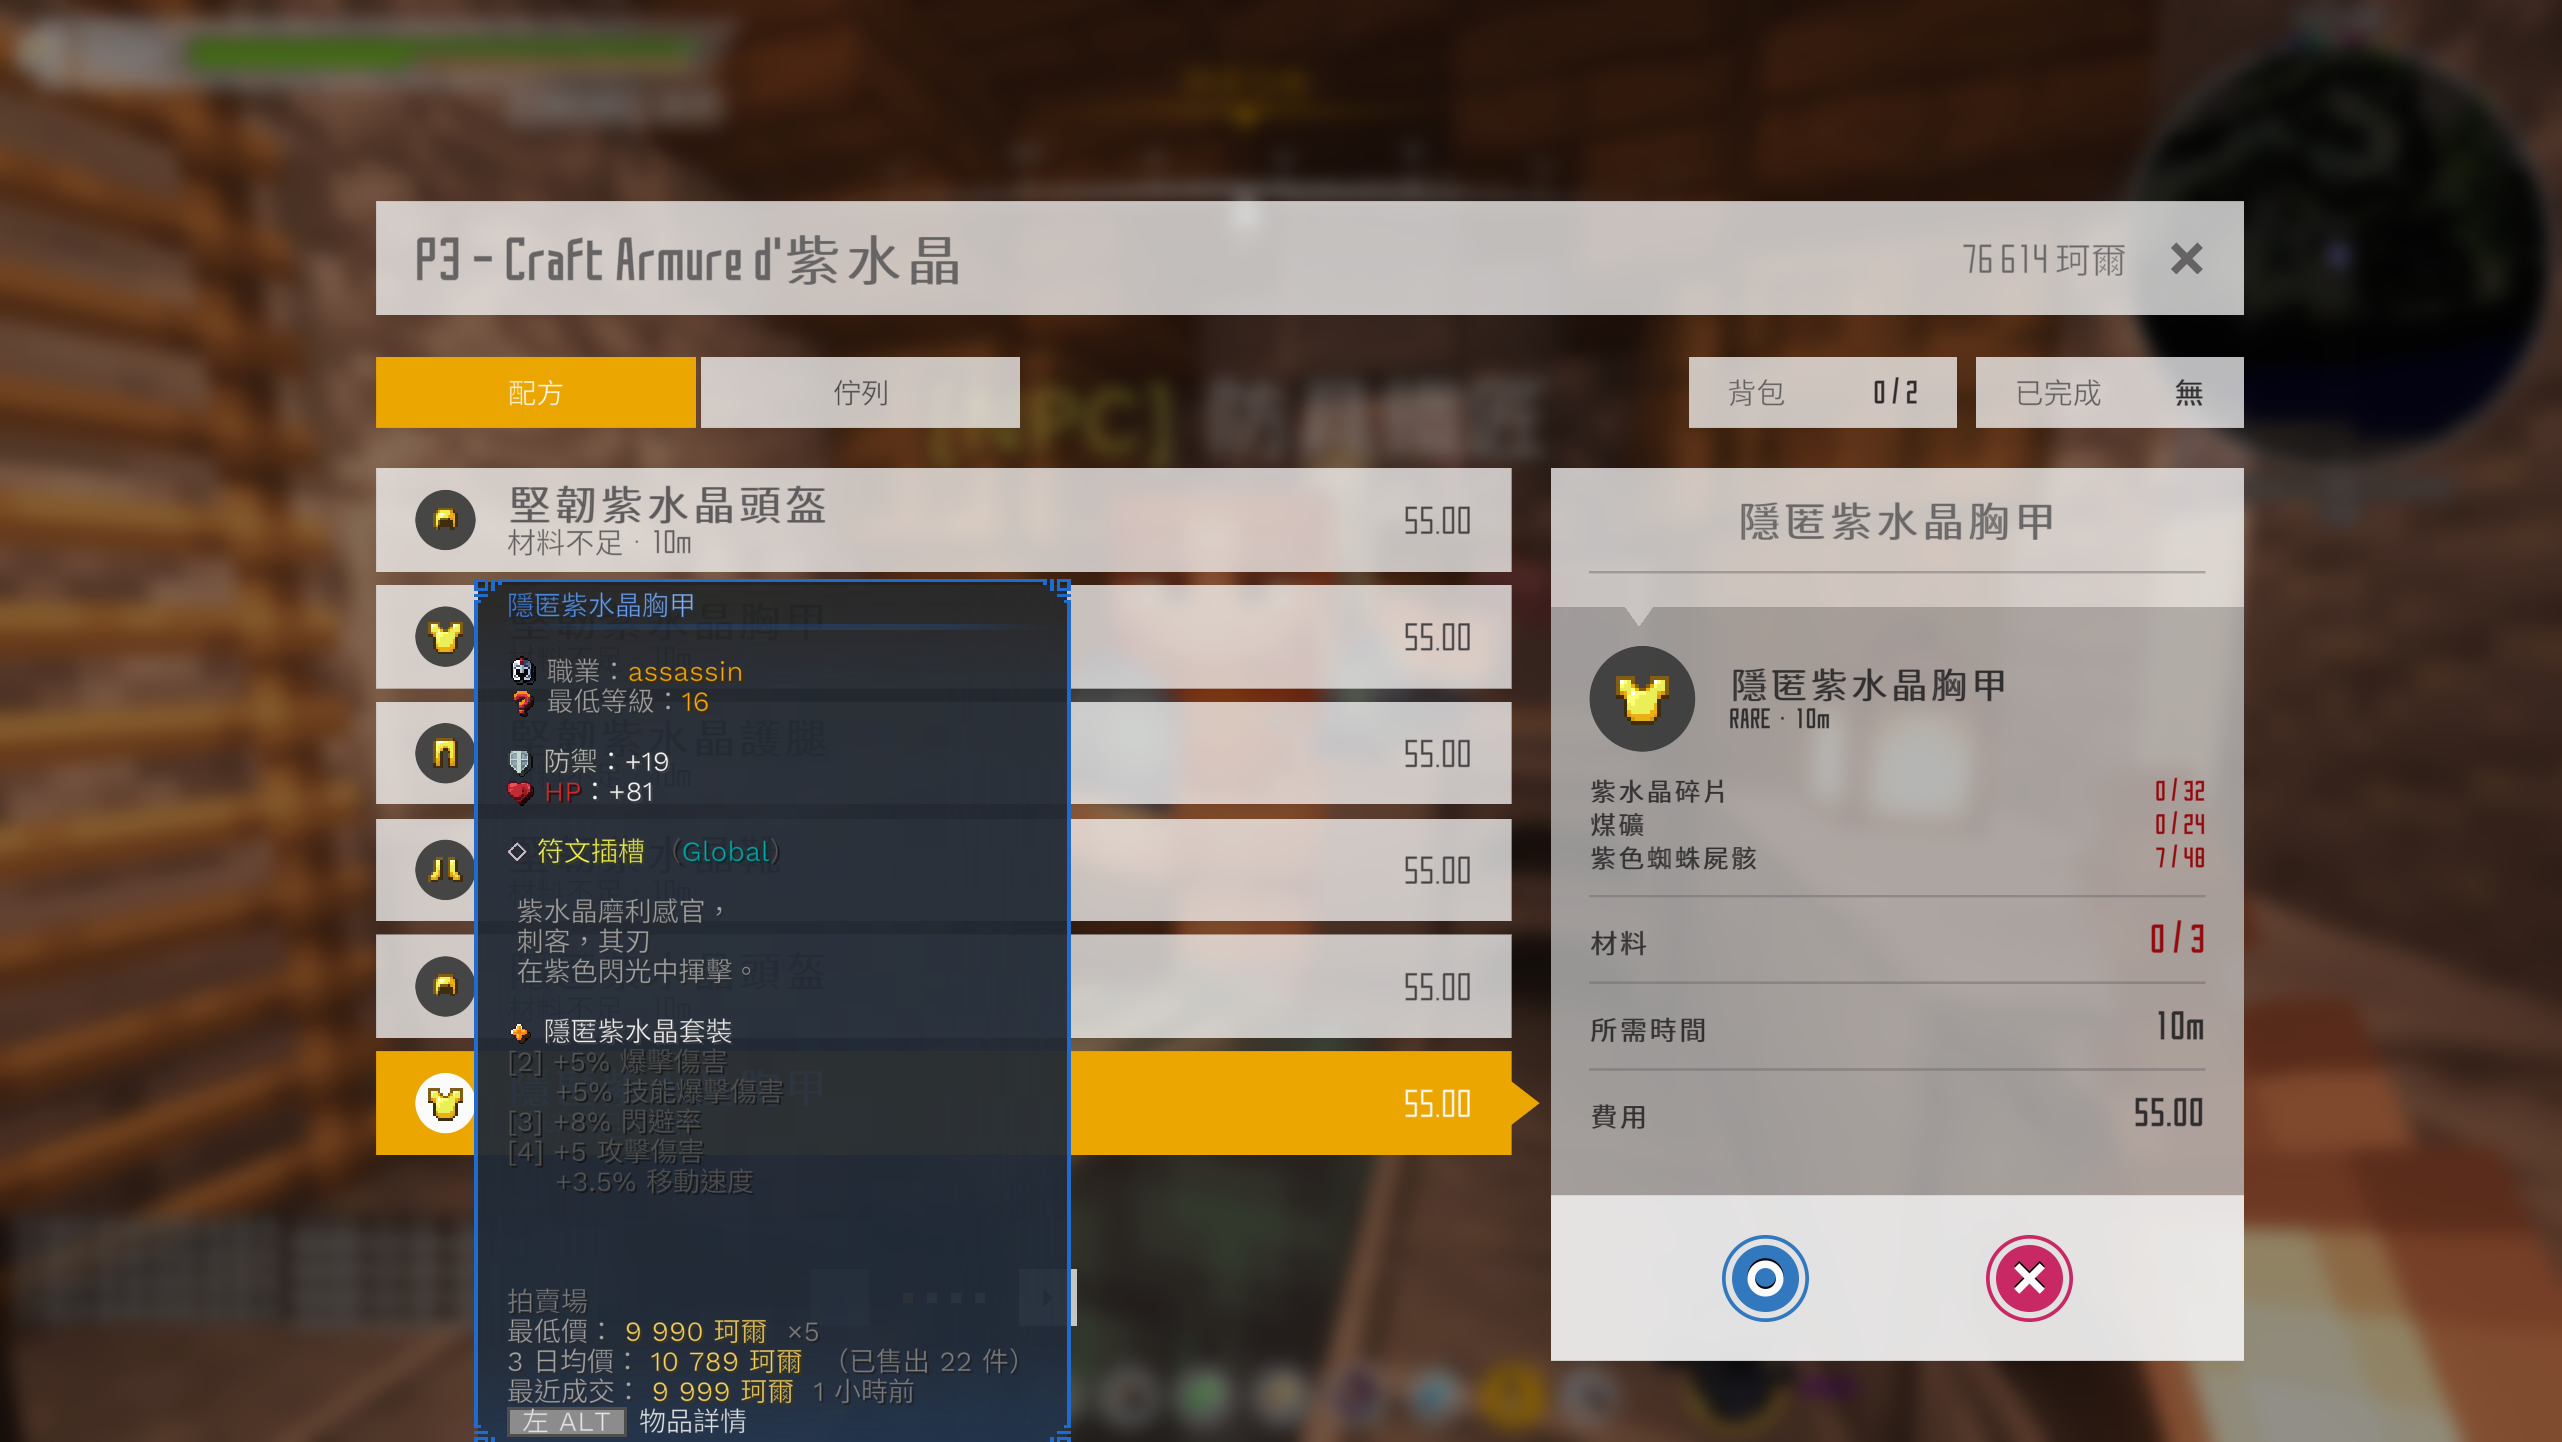 P3 - Craft Armure d'紫水晶
76 614 珂爾
配方
佇列
背包 0/2
已完成 無
[NPC]
堅韌紫水晶頭盔
材料不足 · 10m
55.00
55.00
55.00
55.00
55.00
55.00
隱匿紫水晶胸甲
職業：assassin
最低等級：16
防禦：+19
HP：+81
符文插槽 （Global）
紫水晶磨利感官，
刺客，其刃
在紫色閃光中揮擊。
隱匿紫水晶套裝
[2] +5% 爆擊傷害
+5% 技能爆擊傷害
[3] +8% 閃避率
[4] +5 攻擊傷害
+3.5% 移動速度
拍賣場
最低價： 9 990 珂爾 ×5
3 日均價： 10 789 珂爾 （已售出 22 件）
最近成交： 9 999 珂爾 1 小時前
左 ALT 物品詳情
隱匿紫水晶胸甲
隱匿紫水晶胸甲
RARE · 10m
紫水晶碎片 0/32
煤礦 0/24
紫色蜘蛛屍骸 7/48
材料 0/3
所需時間 10m
費用 55.00